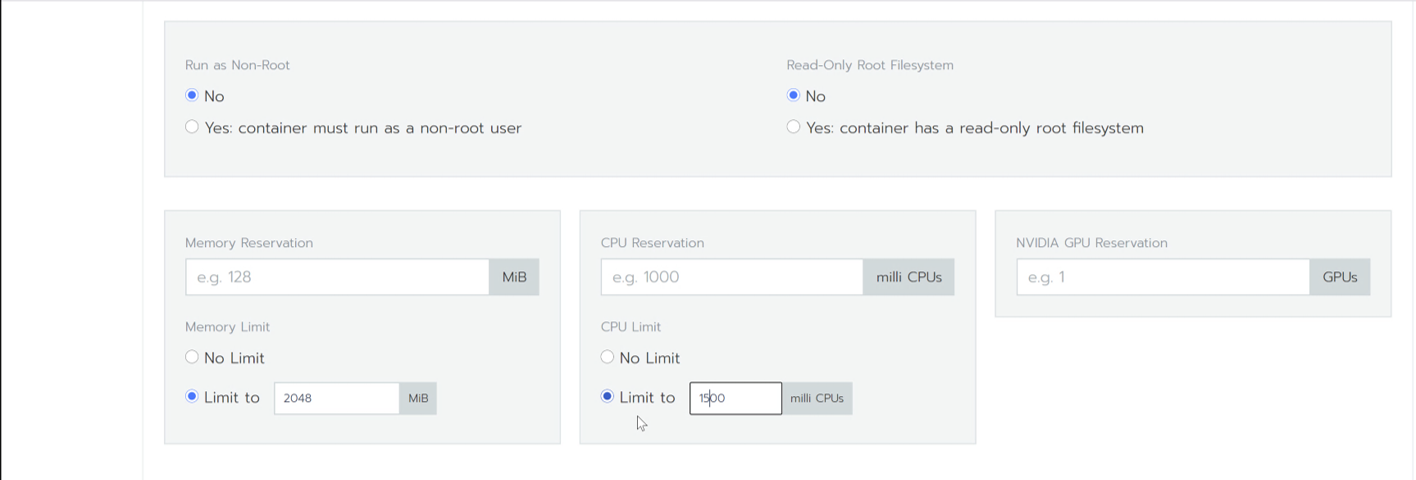 Run as Non-Root
No
Yes: container must run as a non-root user
Read-Only Root Filesystem
No
Yes: container has a read-only root filesystem
Memory Reservation
e.g. 128 MiB
Memory Limit
No Limit
Limit to 2048 MiB
CPU Reservation
e.g. 1000 milli CPUs
CPU Limit
No Limit
Limit to 1500 milli CPUs
NVIDIA GPU Reservation
e.g. 1 GPUs